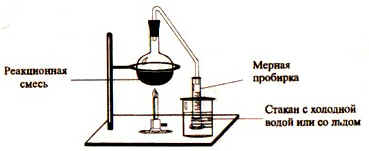 Реакционная
смесь
Мерная
пробирка
Стакан с холодной
водой или со льдом